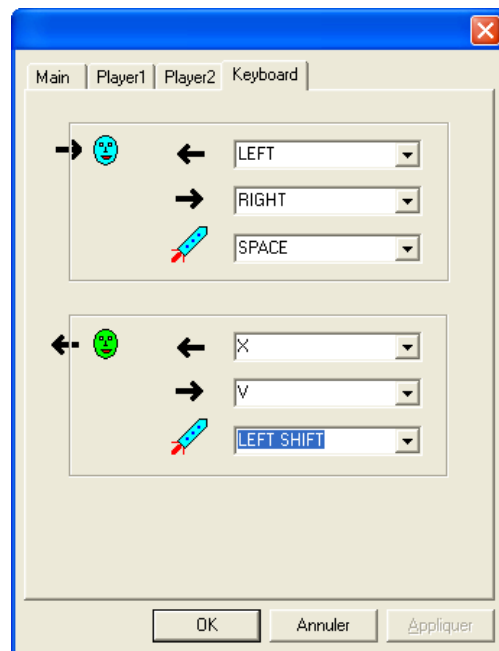 Main Player1 Player2 Keyboard
LEFT
RIGHT
SPACE
X
V
LEFT SHIFT
OK Annuler Appliquer